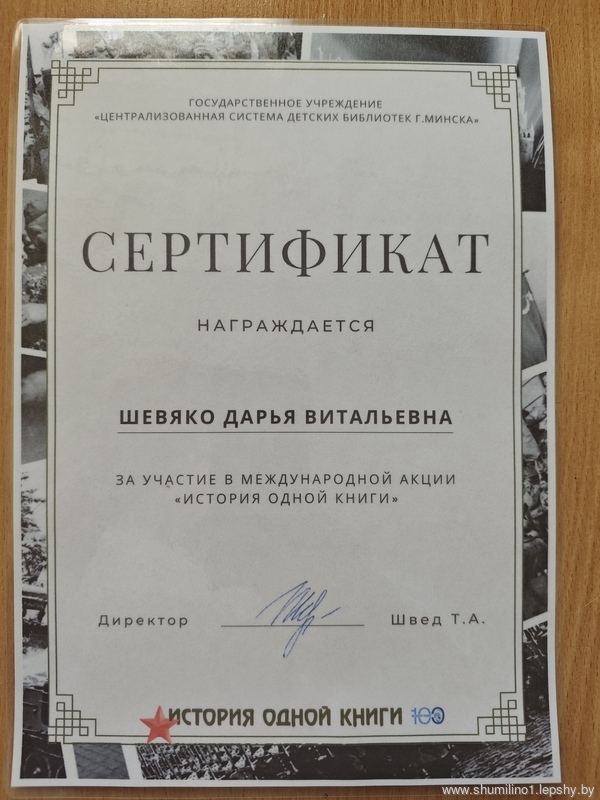 ГОСУДАРСТВЕННОЕ УЧРЕЖДЕНИЕ
«ЦЕНТРАЛИЗОВАННАЯ СИСТЕМА ДЕТСКИХ БИБЛИОТЕК Г.МИНСКА»
СЕРТИФИКАТ
НАГРАЖДАЕТСЯ
ШЕВЯКО ДАРЬЯ ВИТАЛЬЕВНА
ЗА УЧАСТИЕ В МЕЖДУНАРОДНОЙ АКЦИИ
«ИСТОРИЯ ОДНОЙ КНИГИ»
Директор Швед Т.А.
ИСТОРИЯ ОДНОЙ КНИГИ 100
www.shumilino1.lepshy.by